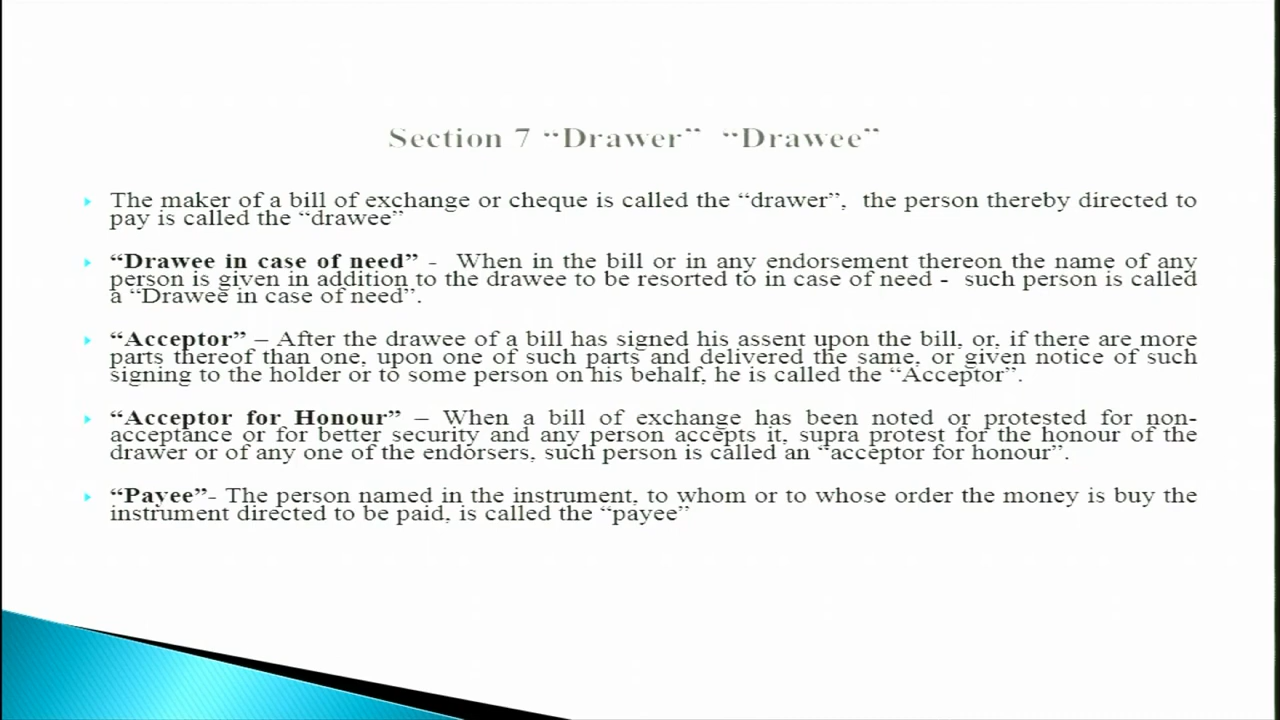 Section 7 “Drawer”  “Drawee”
The maker of a bill of exchange or cheque is called the “drawer”,  the person thereby directed to
pay is called the “drawee”
“Drawee in case of need” -  When in the bill or in any endorsement thereon the name of any
person is given in addition to the drawee to be resorted to in case of need -  such person is called
a “Drawee in case of need”.
“Acceptor” – After the drawee of a bill has signed his assent upon the bill, or, if there are more
parts thereof than one, upon one of such parts and delivered the same, or given notice of such
signing to the holder or to some person on his behalf, he is called the “Acceptor”.
“Acceptor for Honour” – When a bill of exchange has been noted or protested for non-
acceptance or for better security and any person accepts it, supra protest for the honour of the
drawer or of any one of the endorsers, such person is called an “acceptor for honour”.
“Payee”- The person named in the instrument, to whom or to whose order the money is buy the
instrument directed to be paid, is called the “payee”